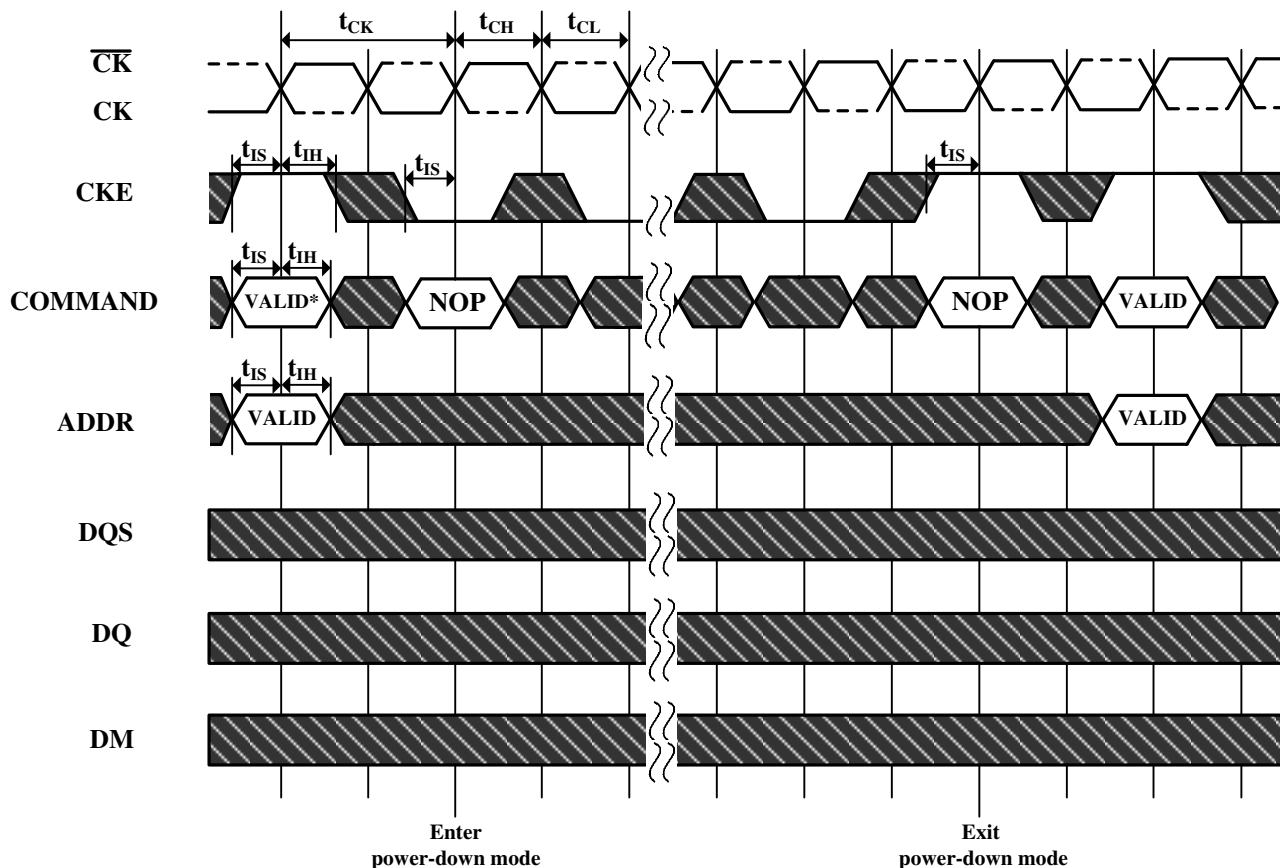 tCK tCH tCL
CK
CK
tIS tIH tIS tIS
CKE
tIS tIH
COMMAND VALID* NOP NOP VALID
tIS tIH
ADDR VALID VALID
DQS
DQ
DM
Enter Exit
power-down mode power-down mode